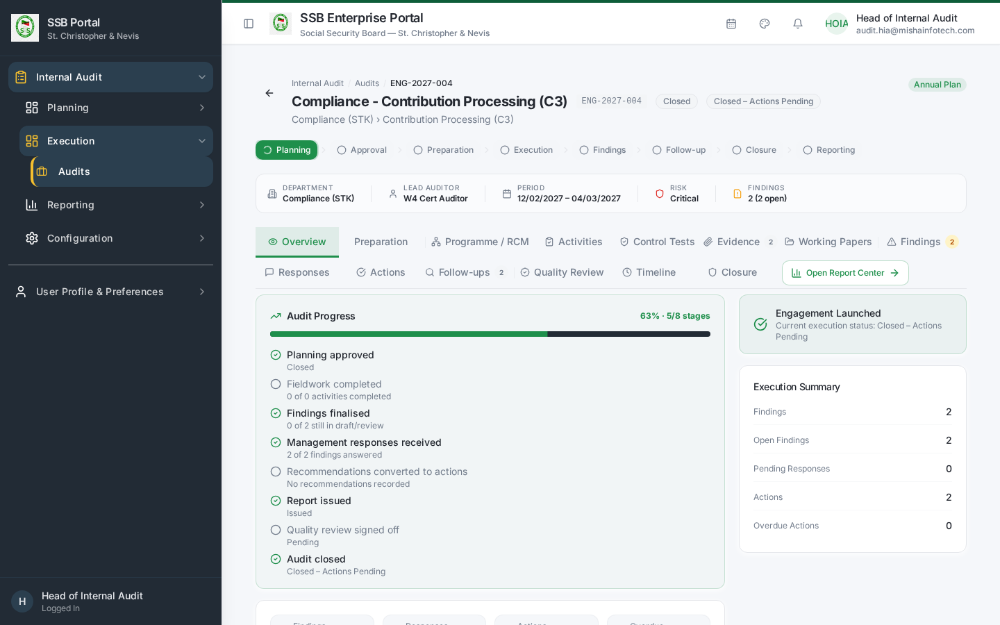 SSB Portal
St. Christopher & Nevis
Internal Audit
Planning
Execution
Audits
Reporting
Configuration
User Profile & Preferences
H
Head of Internal Audit
Logged In
SSB Enterprise Portal
Social Security Board — St. Christopher & Nevis
HOIA
Head of Internal Audit
audit.hia@mishainfotech.com
Internal Audit / Audits / ENG-2027-004
Annual Plan
Compliance - Contribution Processing (C3) ENG-2027-004 Closed Closed – Actions Pending
Compliance (STK) › Contribution Processing (C3)
Planning Approval Preparation Execution Findings Follow-up Closure Reporting
DEPARTMENT
Compliance (STK)
LEAD AUDITOR
W4 Cert Auditor
PERIOD
12/02/2027 – 04/03/2027
RISK
Critical
FINDINGS
2 (2 open)
Overview Preparation Programme / RCM Activities Control Tests Evidence 2 Working Papers Findings 2
Responses Actions Follow-ups 2 Quality Review Timeline Closure Open Report Center
Audit Progress 63% · 5/8 stages
Planning approved
Closed
Fieldwork completed
0 of 0 activities completed
Findings finalised
0 of 2 still in draft/review
Management responses received
2 of 2 findings answered
Recommendations converted to actions
No recommendations recorded
Report issued
Issued
Quality review signed off
Pending
Audit closed
Closed – Actions Pending
Engagement Launched
Current execution status: Closed – Actions
Pending
Execution Summary
Findings 2
Open Findings 2
Pending Responses 0
Actions 2
Overdue Actions 0